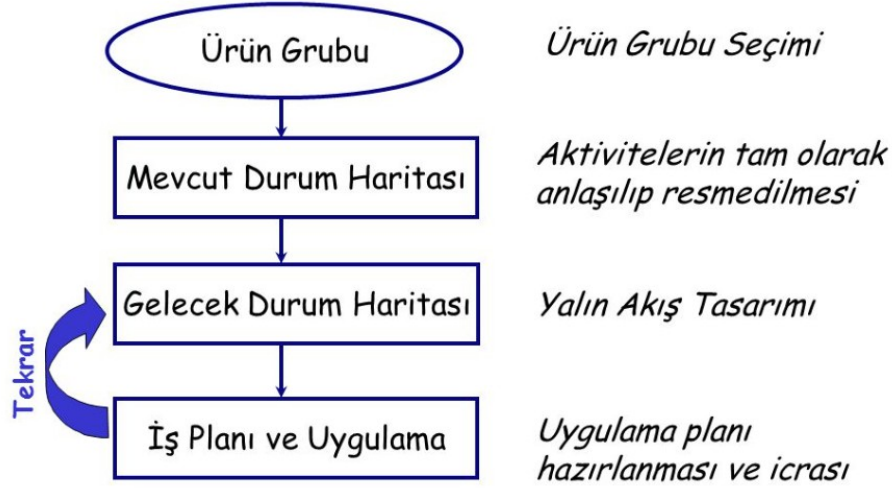 Ürün Grubu
Ürün Grubu Seçimi
Mevcut Durum Haritası
Aktivitelerin tam olarak
anlaşılıp resmedilmesi
Gelecek Durum Haritası
Yalın Akış Tasarımı
Tekrar
İş Planı ve Uygulama
Uygulama planı
hazırlanması ve icrası